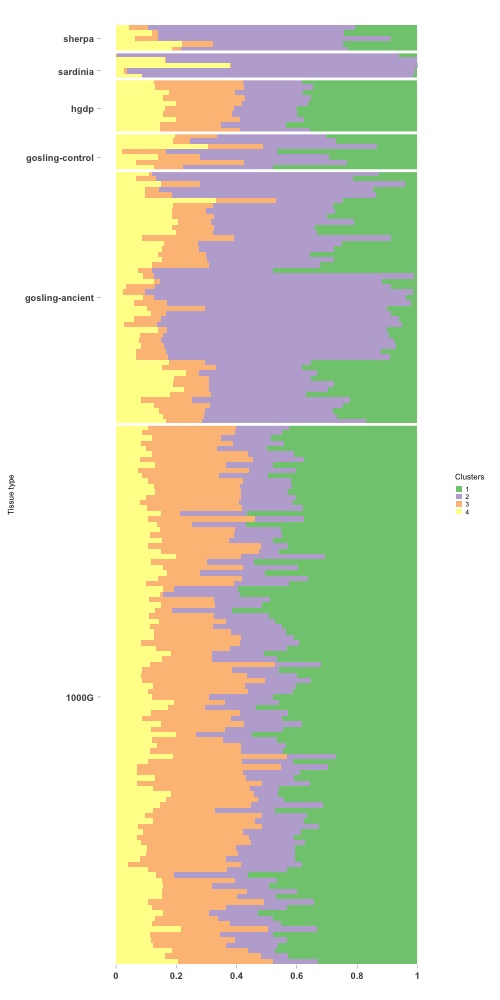 sherpa
sardinia
hgdp
gosling-control
gosling-ancient
Tissue type
Clusters
1
2
3
4
1000G
0 0.2 0.4 0.6 0.8 1